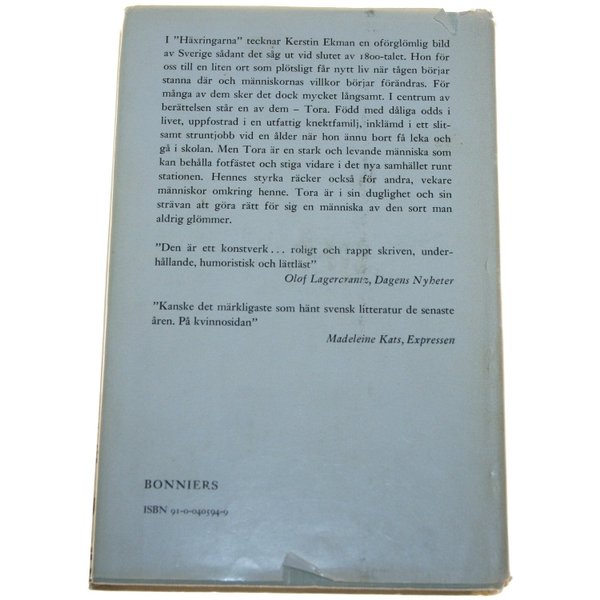 I ”Häxringarna” tecknar Kerstin Ekman en oförglömlig bild
av Sverige sådant det såg ut vid slutet av 1800-talet. Hon för
oss till en liten ort som plötsligt får nytt liv när tågen börjar
stanna där och människornas villkor börjar förändras. För
många av dem sker det dock mycket långsamt. I centrum av
berättelsen står en av dem – Tora. Född med dåliga odds i
livet, uppfostrad i en utfattig knektfamilj, inklämd i ett slit-
samt struntjobb vid en ålder när hon ännu bort få leka och
gå i skolan. Men Tora är en stark och levande människa som
kan behålla fotfästet och stiga vidare i det nya samhället runt
stationen. Hennes styrka räcker också för andra, vekare
människor omkring henne. Tora är i sin duglighet och sin
strävan att göra rätt för sig en människa av den sort man
aldrig glömmer.
”Den är ett konstverk ... roligt och rappt skriven, under-
hållande, humoristisk och lättläst”
Olof Lagercrantz, Dagens Nyheter
”Kanske det märkligaste som hänt svensk litteratur de senaste
åren. På kvinnosidan”
Madeleine Kats, Expressen
BONNIERS
ISBN 91-0-040594-9